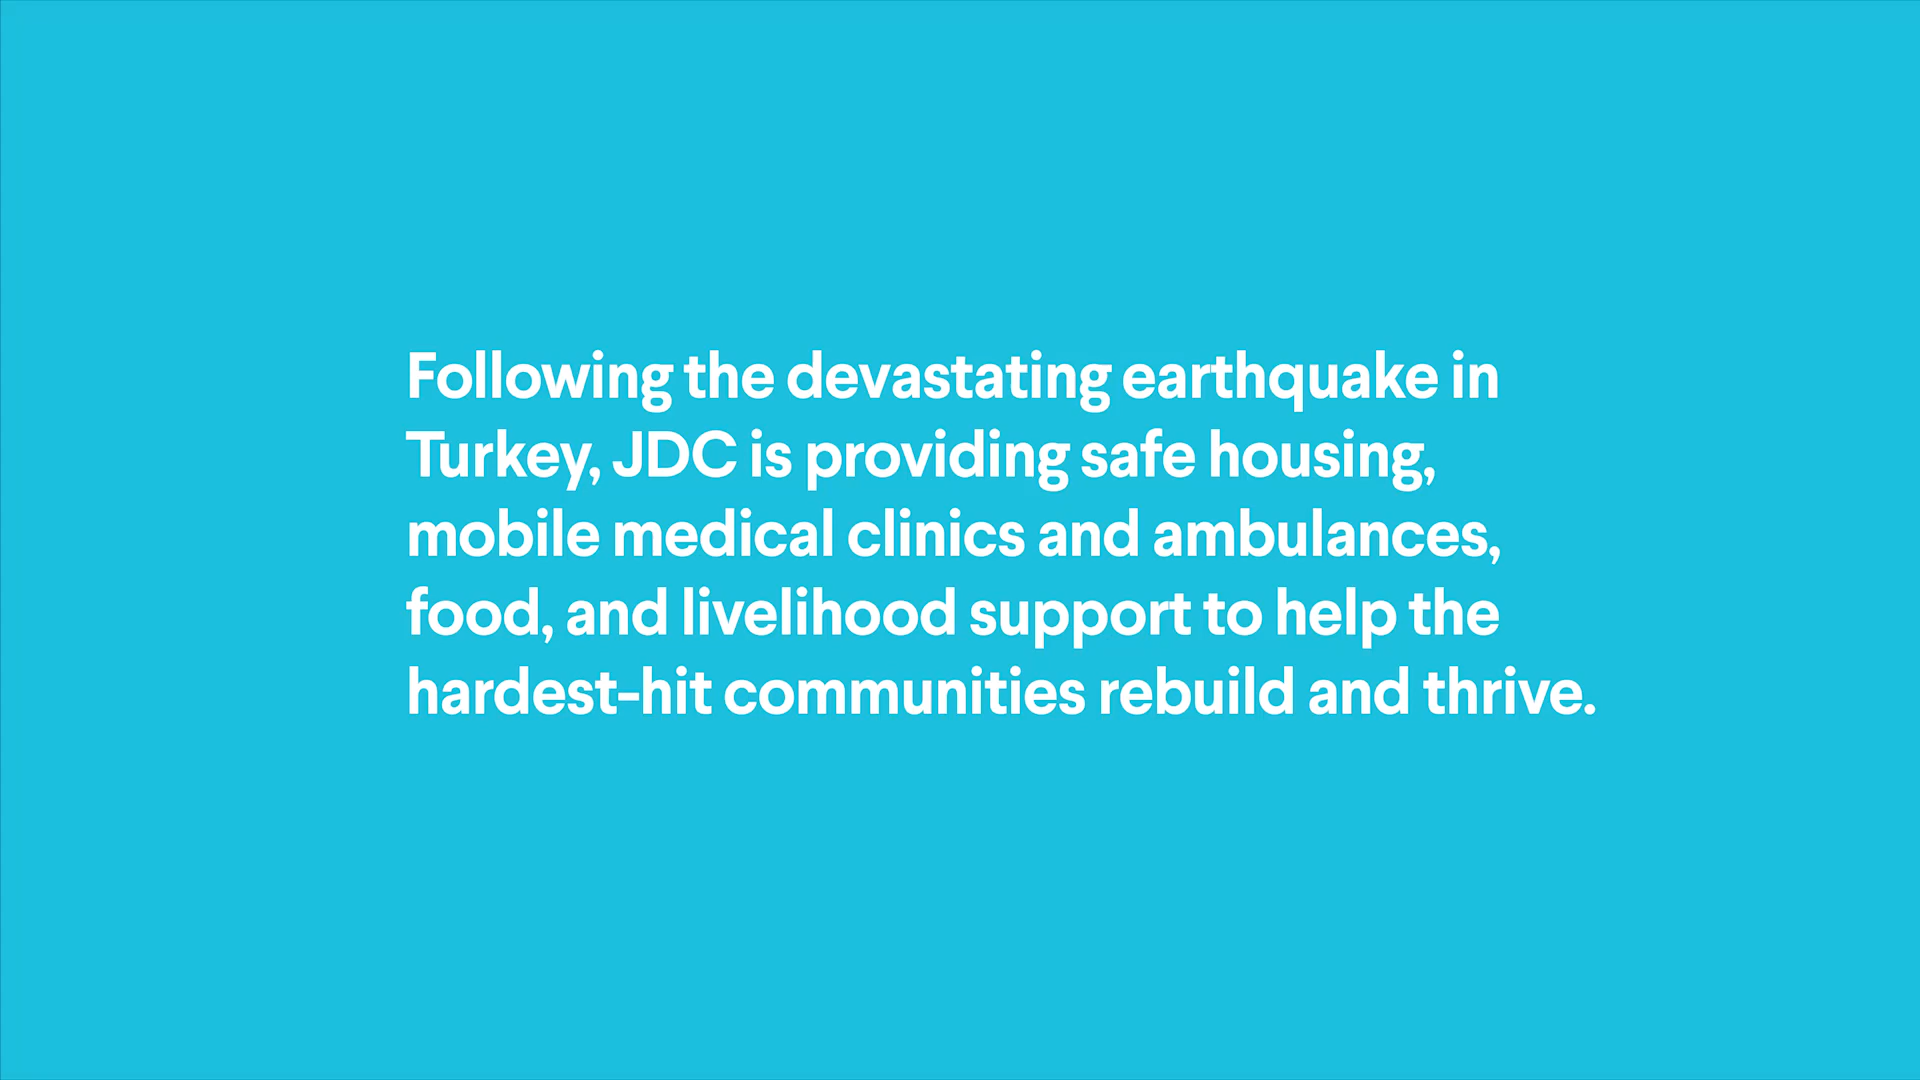 Following the devastating earthquake in
Turkey, JDC is providing safe housing,
mobile medical clinics and ambulances,
food, and livelihood support to help the
hardest-hit communities rebuild and thrive.